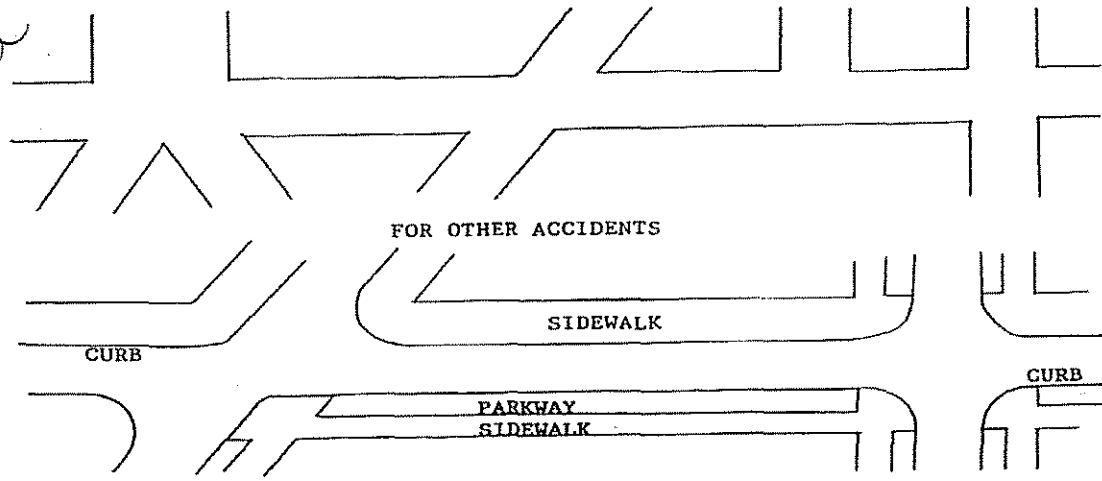 FOR OTHER ACCIDENTS
SIDEWALK
CURB
CURB
PARKWAY
SIDEWALK